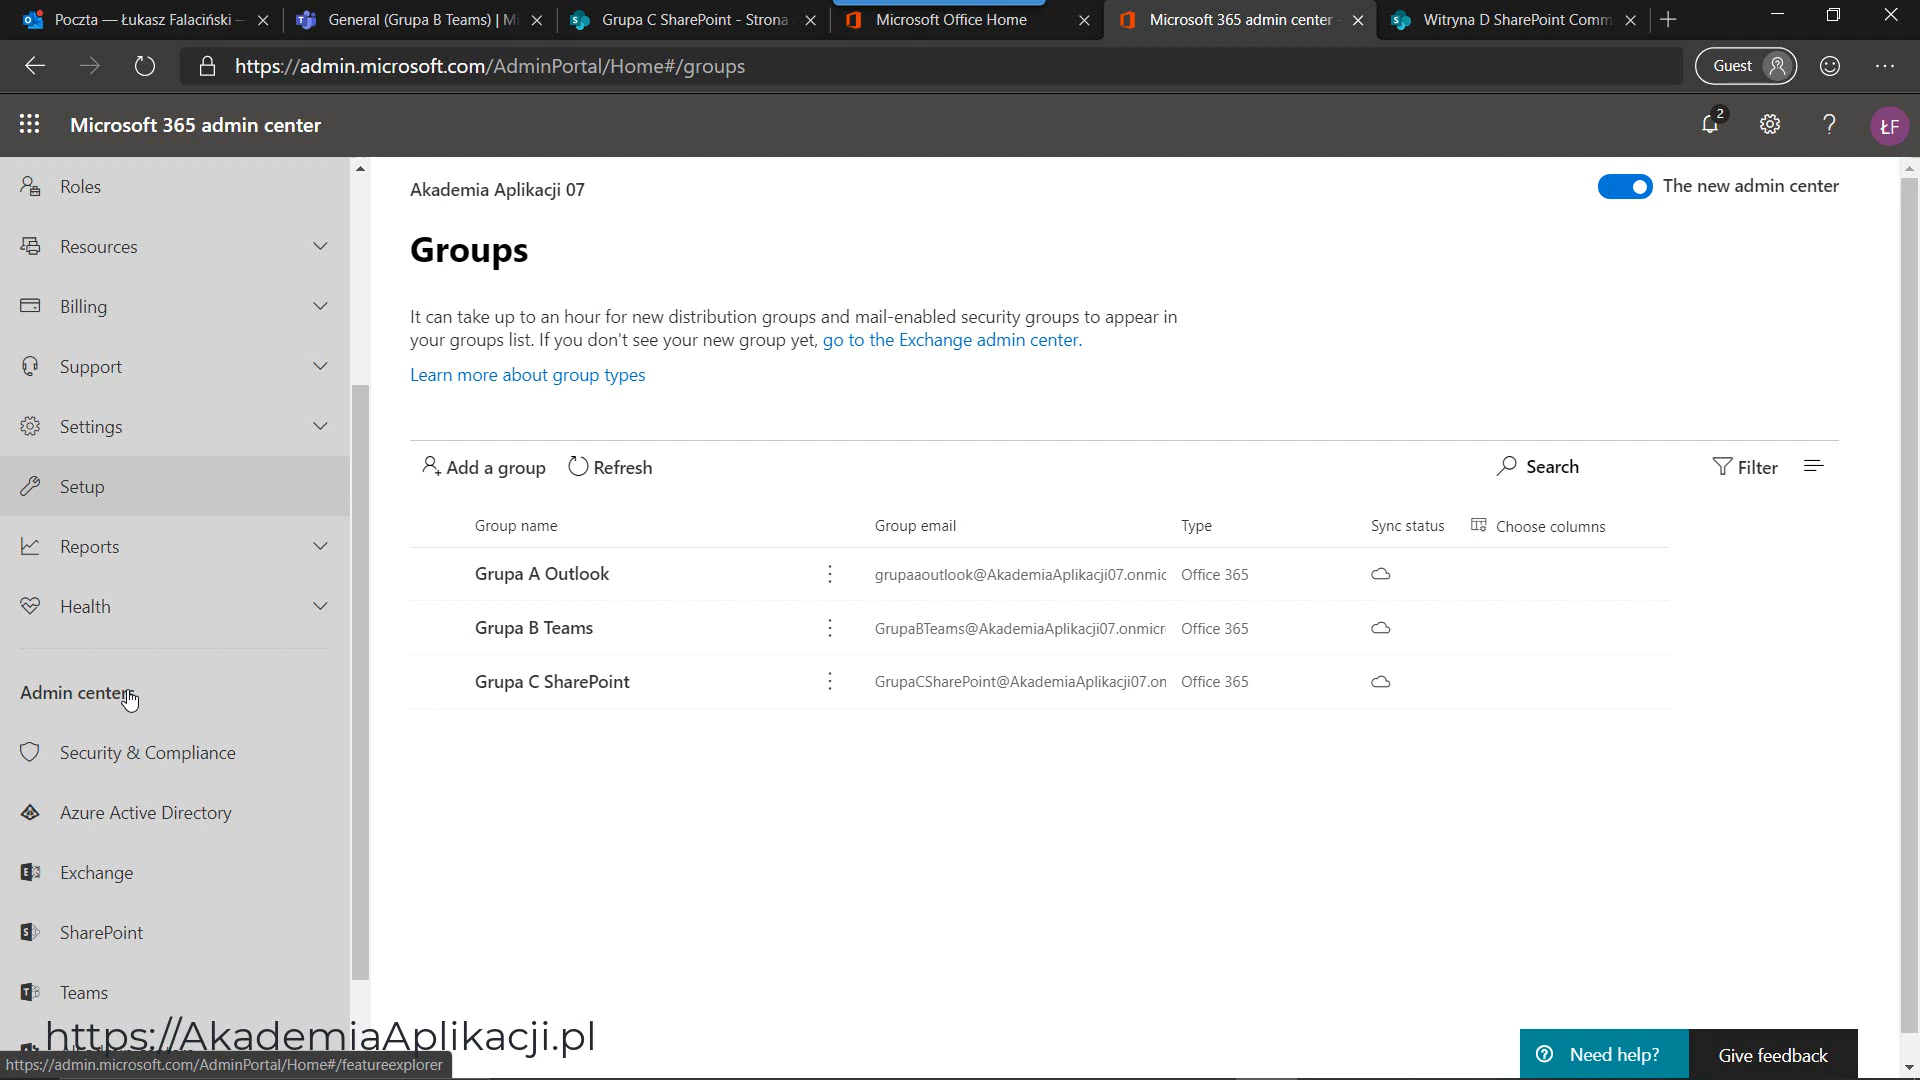 Poczta — Łukasz Falaciński —
General (Grupa B Teams) | Mi
Grupa C SharePoint - Strona
Microsoft Office Home
Microsoft 365 admin center
Witryna D SharePoint Comm
https://admin.microsoft.com/AdminPortal/Home#/groups
Guest
Microsoft 365 admin center
2
ŁF
Roles
Resources
Billing
Support
Settings
Setup
Reports
Health
Admin centers
Security & Compliance
Azure Active Directory
Exchange
SharePoint
Teams
Akademia Aplikacji 07
The new admin center
Groups
It can take up to an hour for new distribution groups and mail-enabled security groups to appear in
your groups list. If you don't see your new group yet, go to the Exchange admin center.
Learn more about group types
Add a group
Refresh
Search
Filter
Group name
Group email
Type
Sync status
Choose columns
Grupa A Outlook
grupaaoutlook@AkademiaAplikacji07.onmic
Office 365
Grupa B Teams
GrupaBTeams@AkademiaAplikacji07.onmicr
Office 365
Grupa C SharePoint
GrupaCSharePoint@AkademiaAplikacji07.on
Office 365
https://AkademiaAplikacji.pl
https://admin.microsoft.com/AdminPortal/Home#/featureexplorer
Need help?
Give feedback